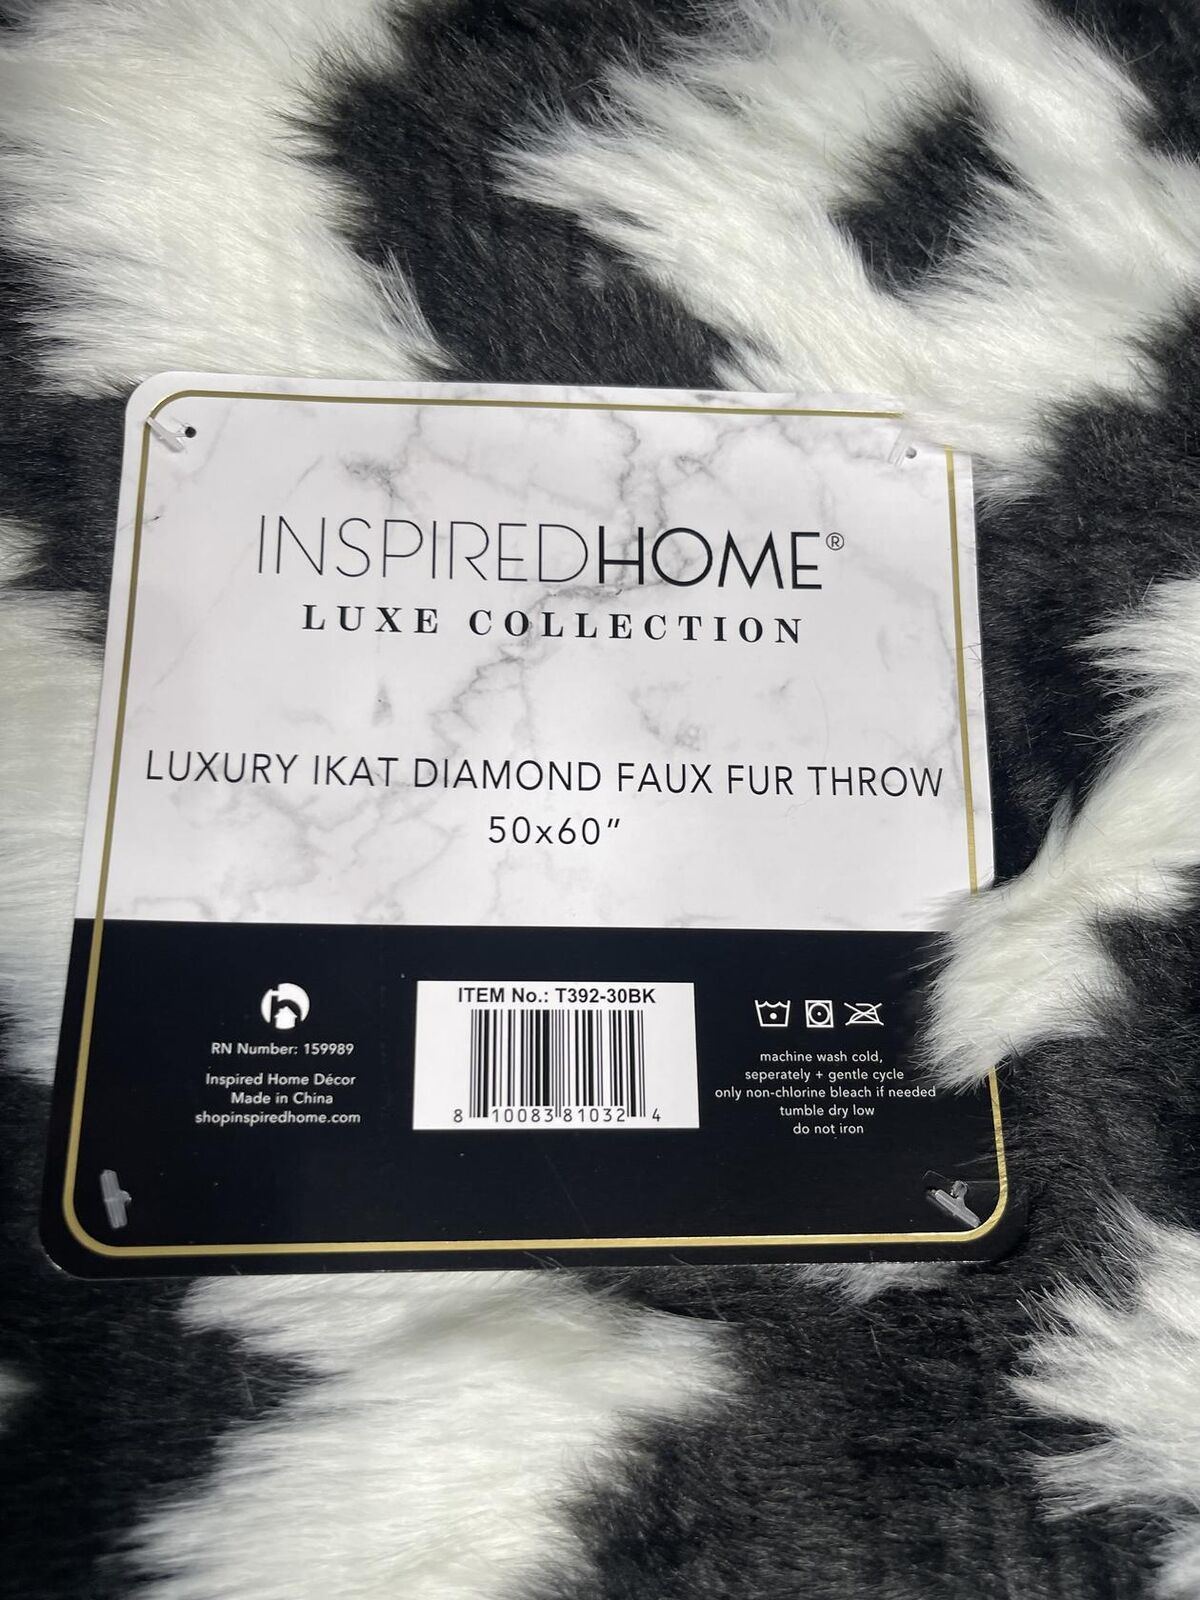 INSPIREDHOME®
LUXE COLLECTION
LUXURY IKAT DIAMOND FAUX FUR THROW
50x60”
RN Number: 159989
Inspired Home Décor
Made in China
shopinspiredhome.com
ITEM No.: T392-30BK
8 10083 81032 4
machine wash cold,
seperately + gentle cycle
only non-chlorine bleach if needed
tumble dry low
do not iron